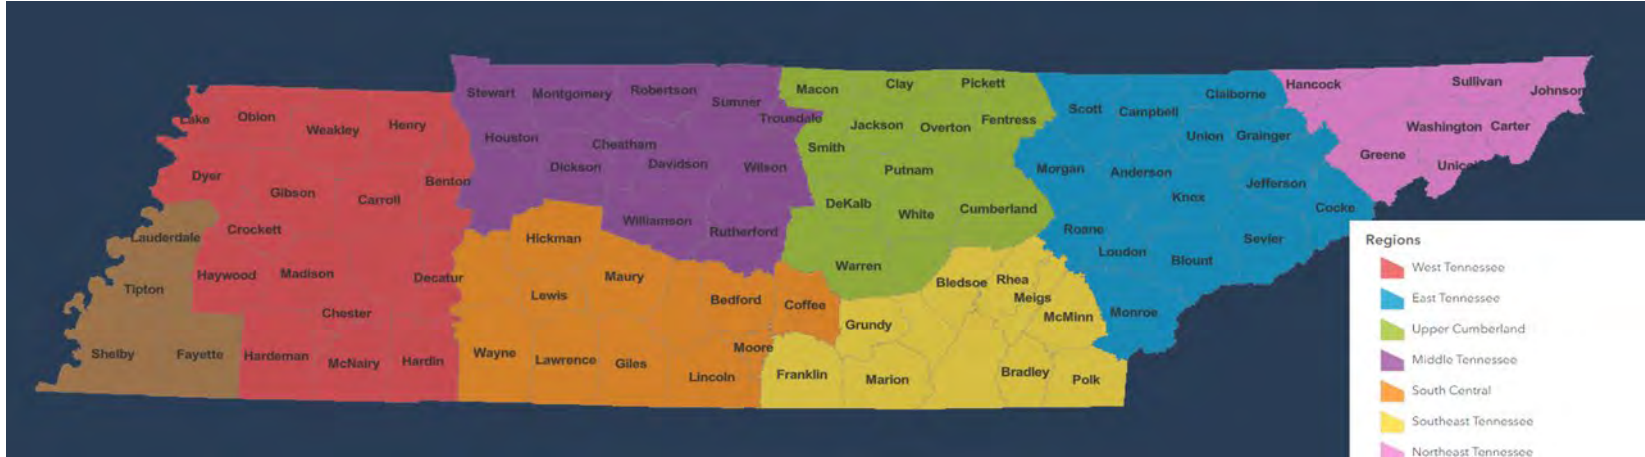 Stewart Montgomery Robertson Sumner Trousdale
Macon Clay Pickett
Scott Campbell Claiborne
Hancock Sullivan Johnson
Lake Obion Weakley Henry
Houston Cheatham
Dickson Davidson Wilson
Smith Jackson Overton Fentress
Union Grainger
Washington Carter
Greene Unicoi
Dyer Gibson Carroll Benton
Putnam
Morgan Anderson Knox Jefferson Cocke
Lauderdale Crockett
Williamson Rutherford
DeKalb White Cumberland
Roane Loudon Blount Sevier
Hickman
Tipton Haywood Madison Decatur
Lewis Maury
Bedford Coffee
Warren
Bledsoe Rhea
Meigs
McMinn Monroe
Chester
Grundy
Shelby Fayette Hardeman McNairy Hardin
Wayne Lawrence Giles Lincoln Moore
Franklin Marion Bradley Polk
Regions
West Tennessee
East Tennessee
Upper Cumberland
Middle Tennessee
South Central
Southeast Tennessee
Northeast Tennessee